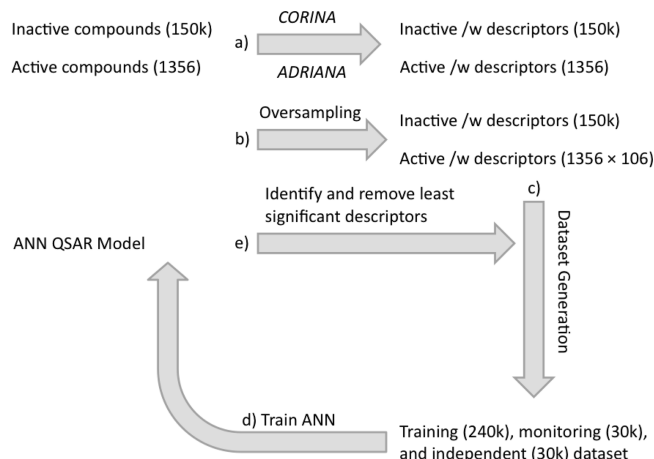 Inactive compounds (150k)
Active compounds (1356)
a)
CORINA
ADRIANA
Inactive /w descriptors (150k)
Active /w descriptors (1356)
b)
Oversampling
Inactive /w descriptors (150k)
Active /w descriptors (1356 × 106)
c)
Dataset Generation
Identify and remove least
significant descriptors
e)
ANN QSAR Model
d) Train ANN
Training (240k), monitoring (30k),
and independent (30k) dataset